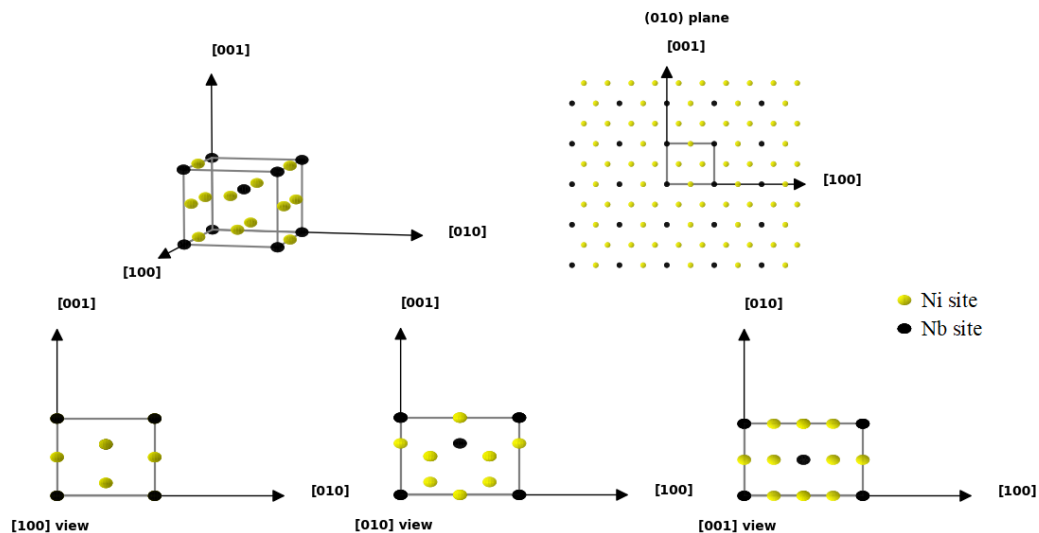 (010) plane
[001]
[001]
[100]
[010]
[100]
[001]
[001]
[010]
Ni site
Nb site
[010]
[100]
[100]
[100] view
[010] view
[001] view